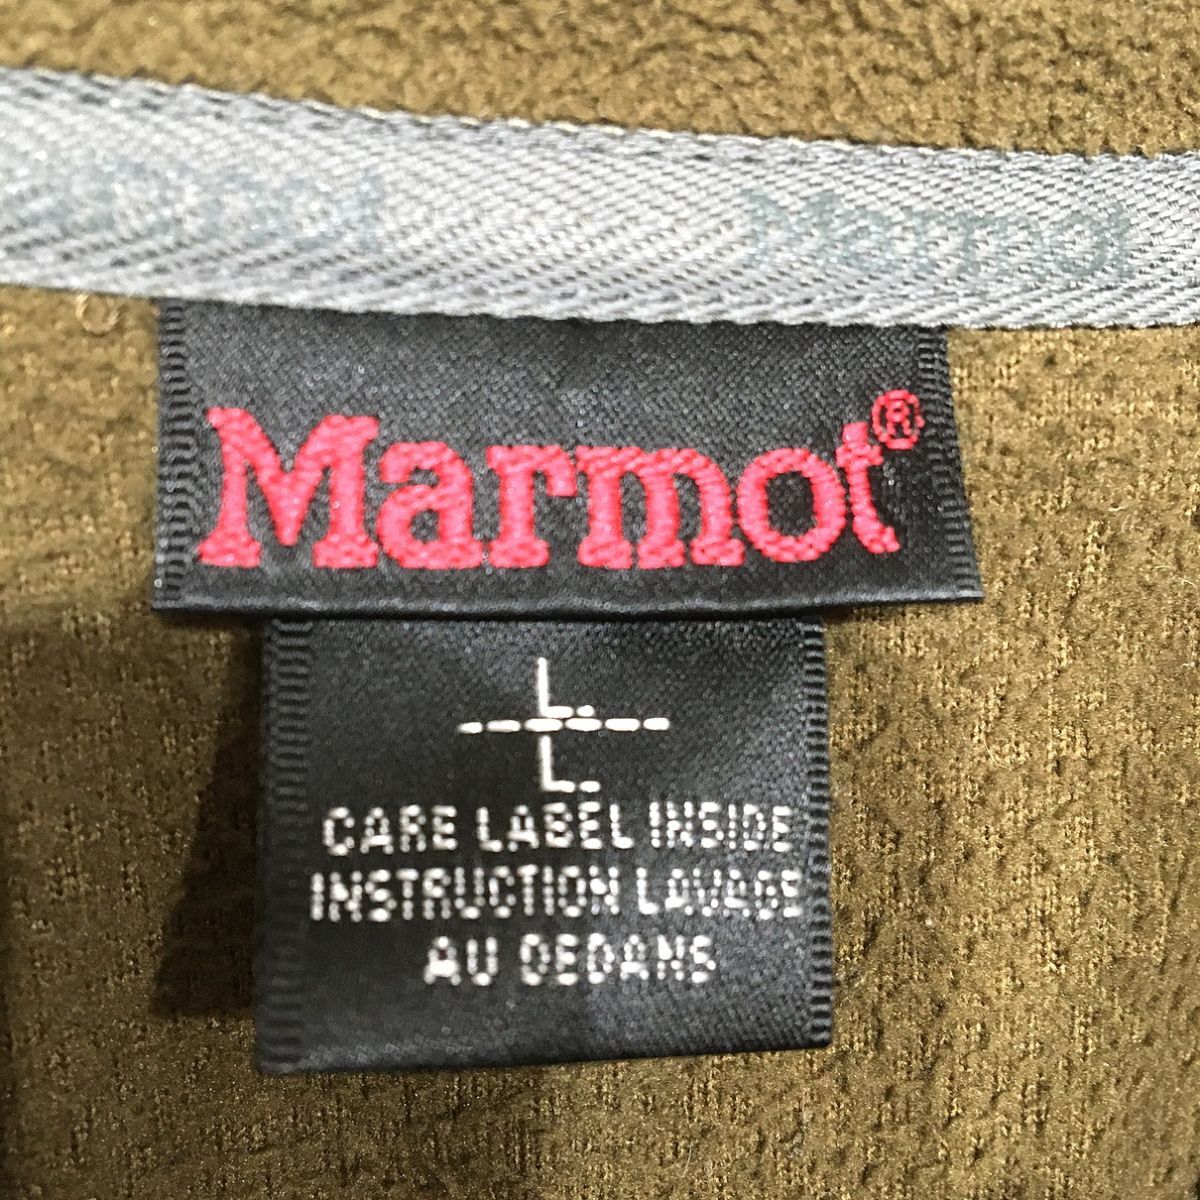 Marmot Marmot
Marmot®
L
L
CARE LABEL INSIDE
INSTRUCTION LAVAGE
AU DEDANS